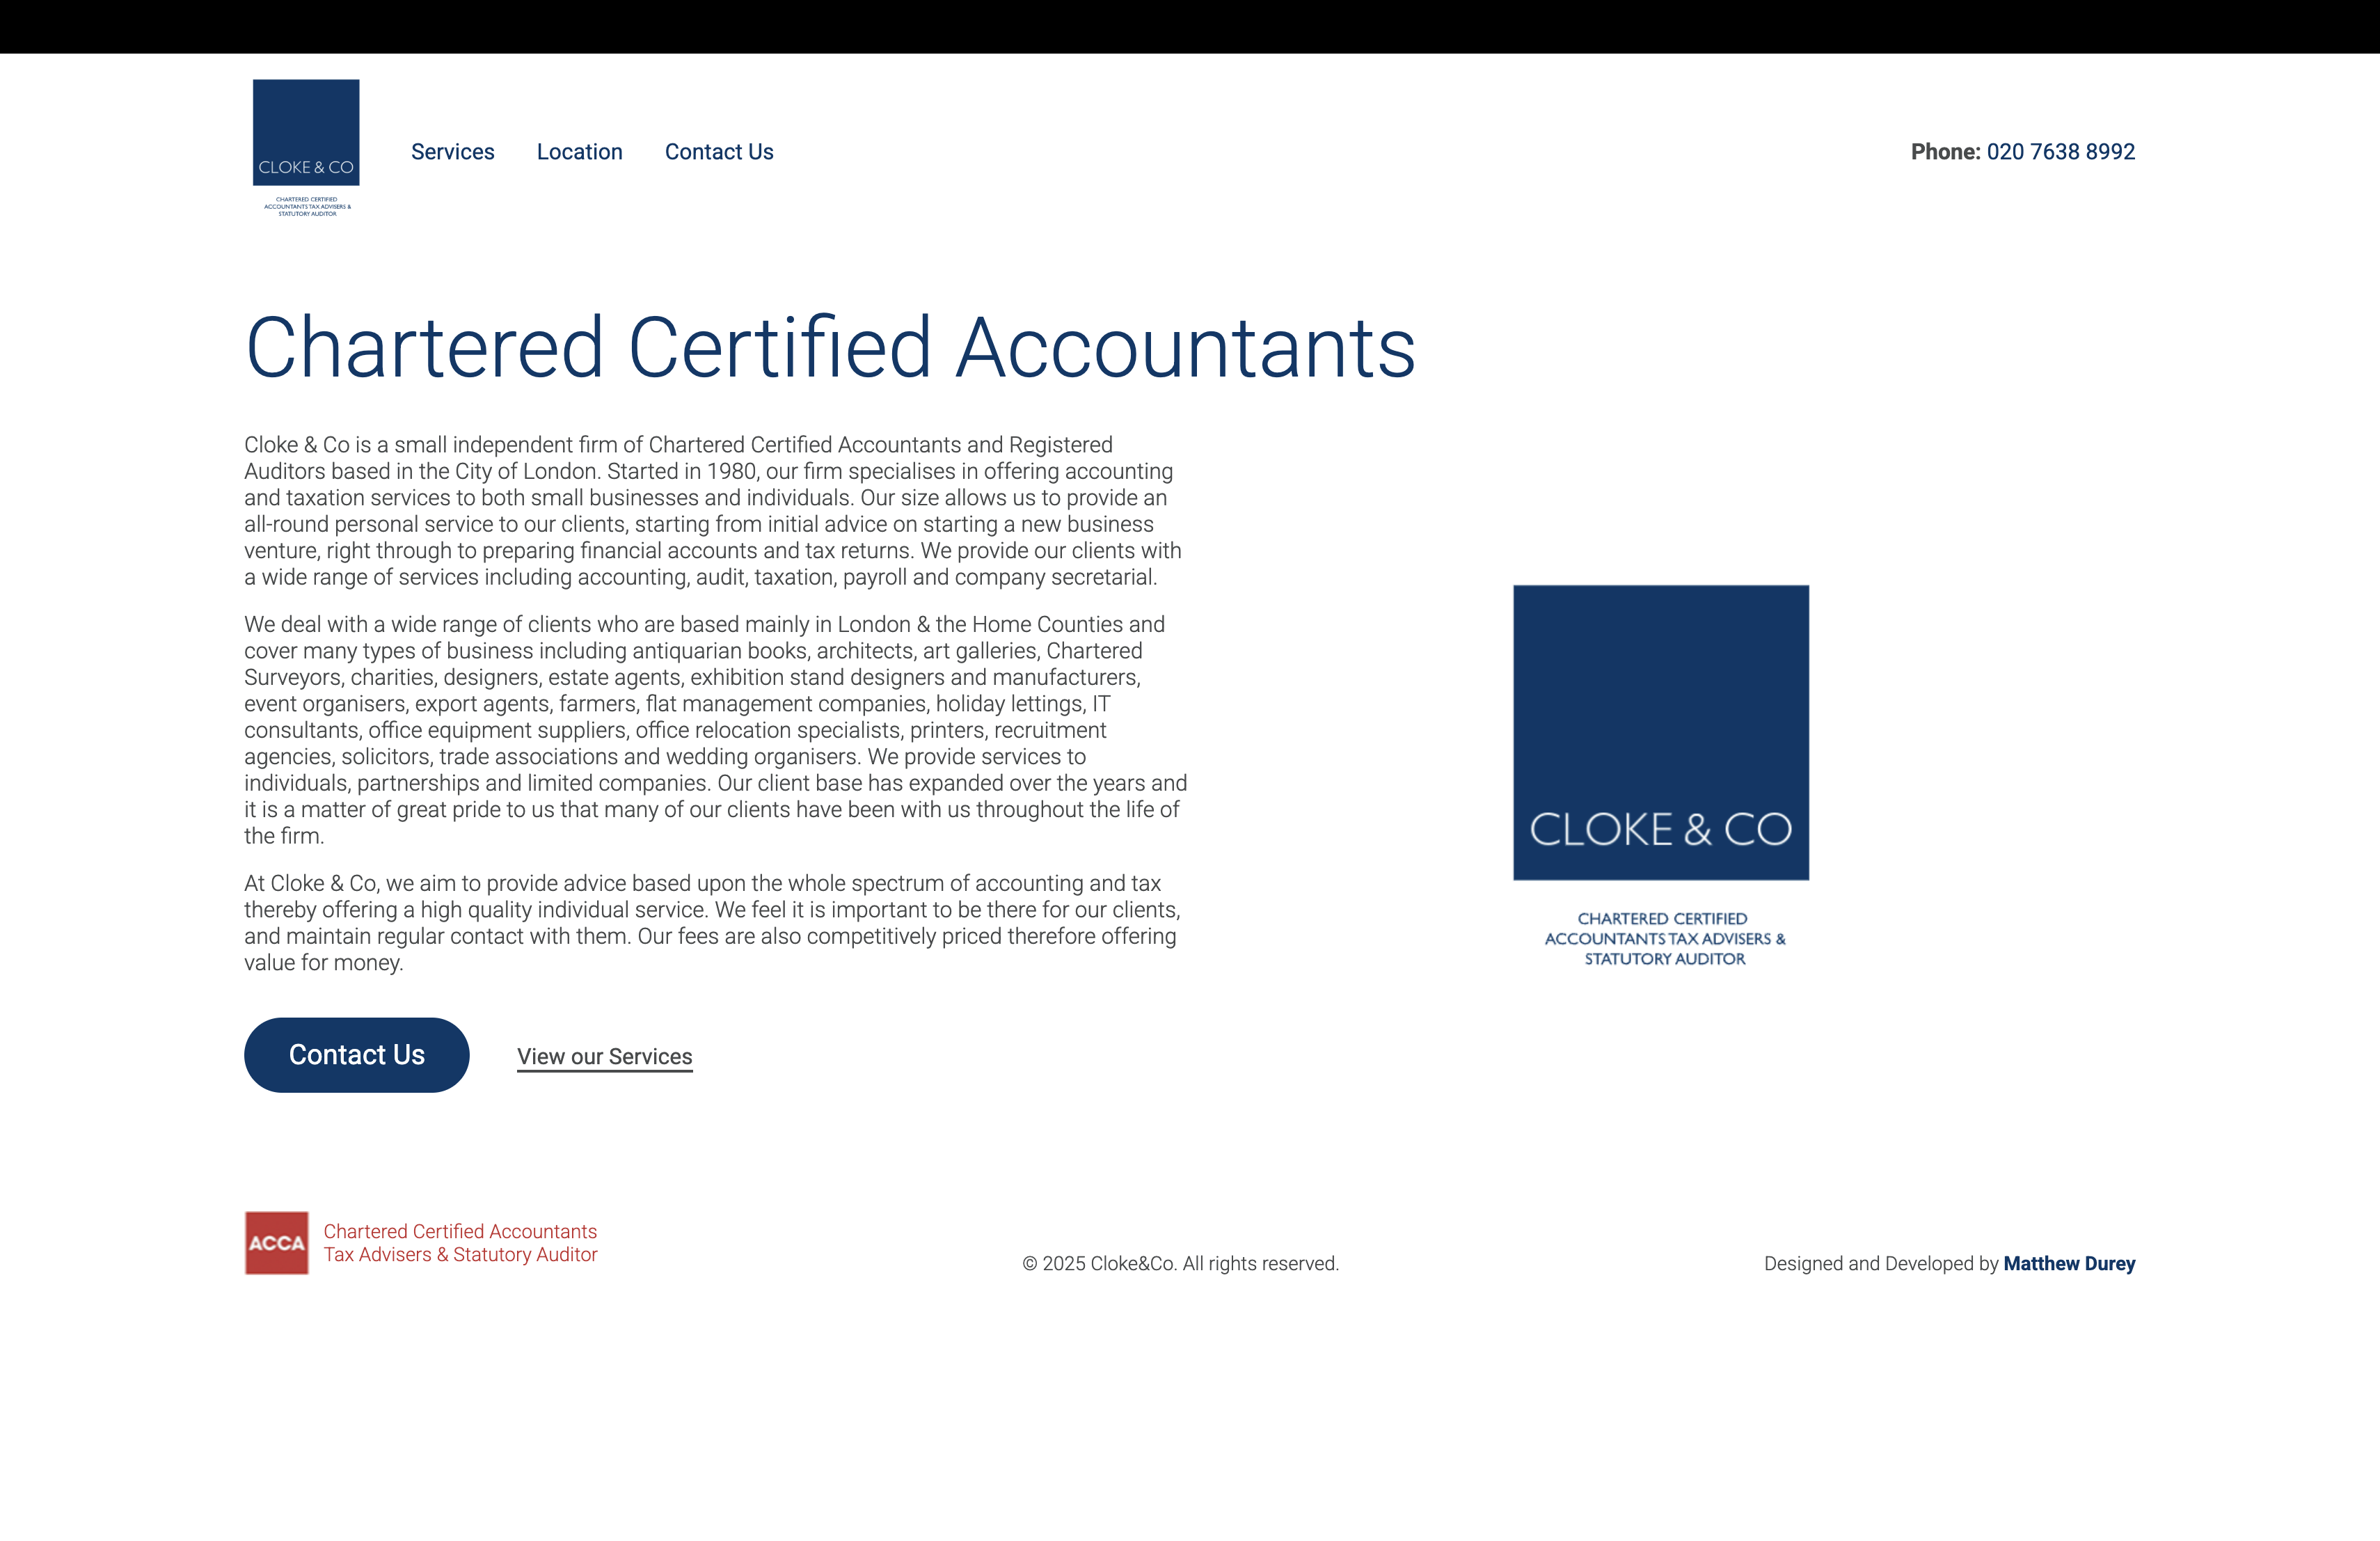 CLOKE & CO
CHARTERED CERTIFIED
ACCOUNTANTS TAX ADVISERS &
STATUTORY AUDITOR
Services
Location
Contact Us
Phone: 020 7638 8992
Chartered Certified Accountants
Cloke & Co is a small independent firm of Chartered Certified Accountants and Registered
Auditors based in the City of London. Started in 1980, our firm specialises in offering accounting
and taxation services to both small businesses and individuals. Our size allows us to provide an
all-round personal service to our clients, starting from initial advice on starting a new business
venture, right through to preparing financial accounts and tax returns. We provide our clients with
a wide range of services including accounting, audit, taxation, payroll and company secretarial.
We deal with a wide range of clients who are based mainly in London & the Home Counties and
cover many types of business including antiquarian books, architects, art galleries, Chartered
Surveyors, charities, designers, estate agents, exhibition stand designers and manufacturers,
event organisers, export agents, farmers, flat management companies, holiday lettings, IT
consultants, office equipment suppliers, office relocation specialists, printers, recruitment
agencies, solicitors, trade associations and wedding organisers. We provide services to
individuals, partnerships and limited companies. Our client base has expanded over the years and
it is a matter of great pride to us that many of our clients have been with us throughout the life of
the firm.
At Cloke & Co, we aim to provide advice based upon the whole spectrum of accounting and tax
thereby offering a high quality individual service. We feel it is important to be there for our clients,
and maintain regular contact with them. Our fees are also competitively priced therefore offering
value for money.
Contact Us
View our Services
CLOKE & CO
CHARTERED CERTIFIED
ACCOUNTANTS TAX ADVISERS &
STATUTORY AUDITOR
ACCA
Chartered Certified Accountants
Tax Advisers & Statutory Auditor
© 2025 Cloke&Co. All rights reserved.
Designed and Developed by Matthew Durey